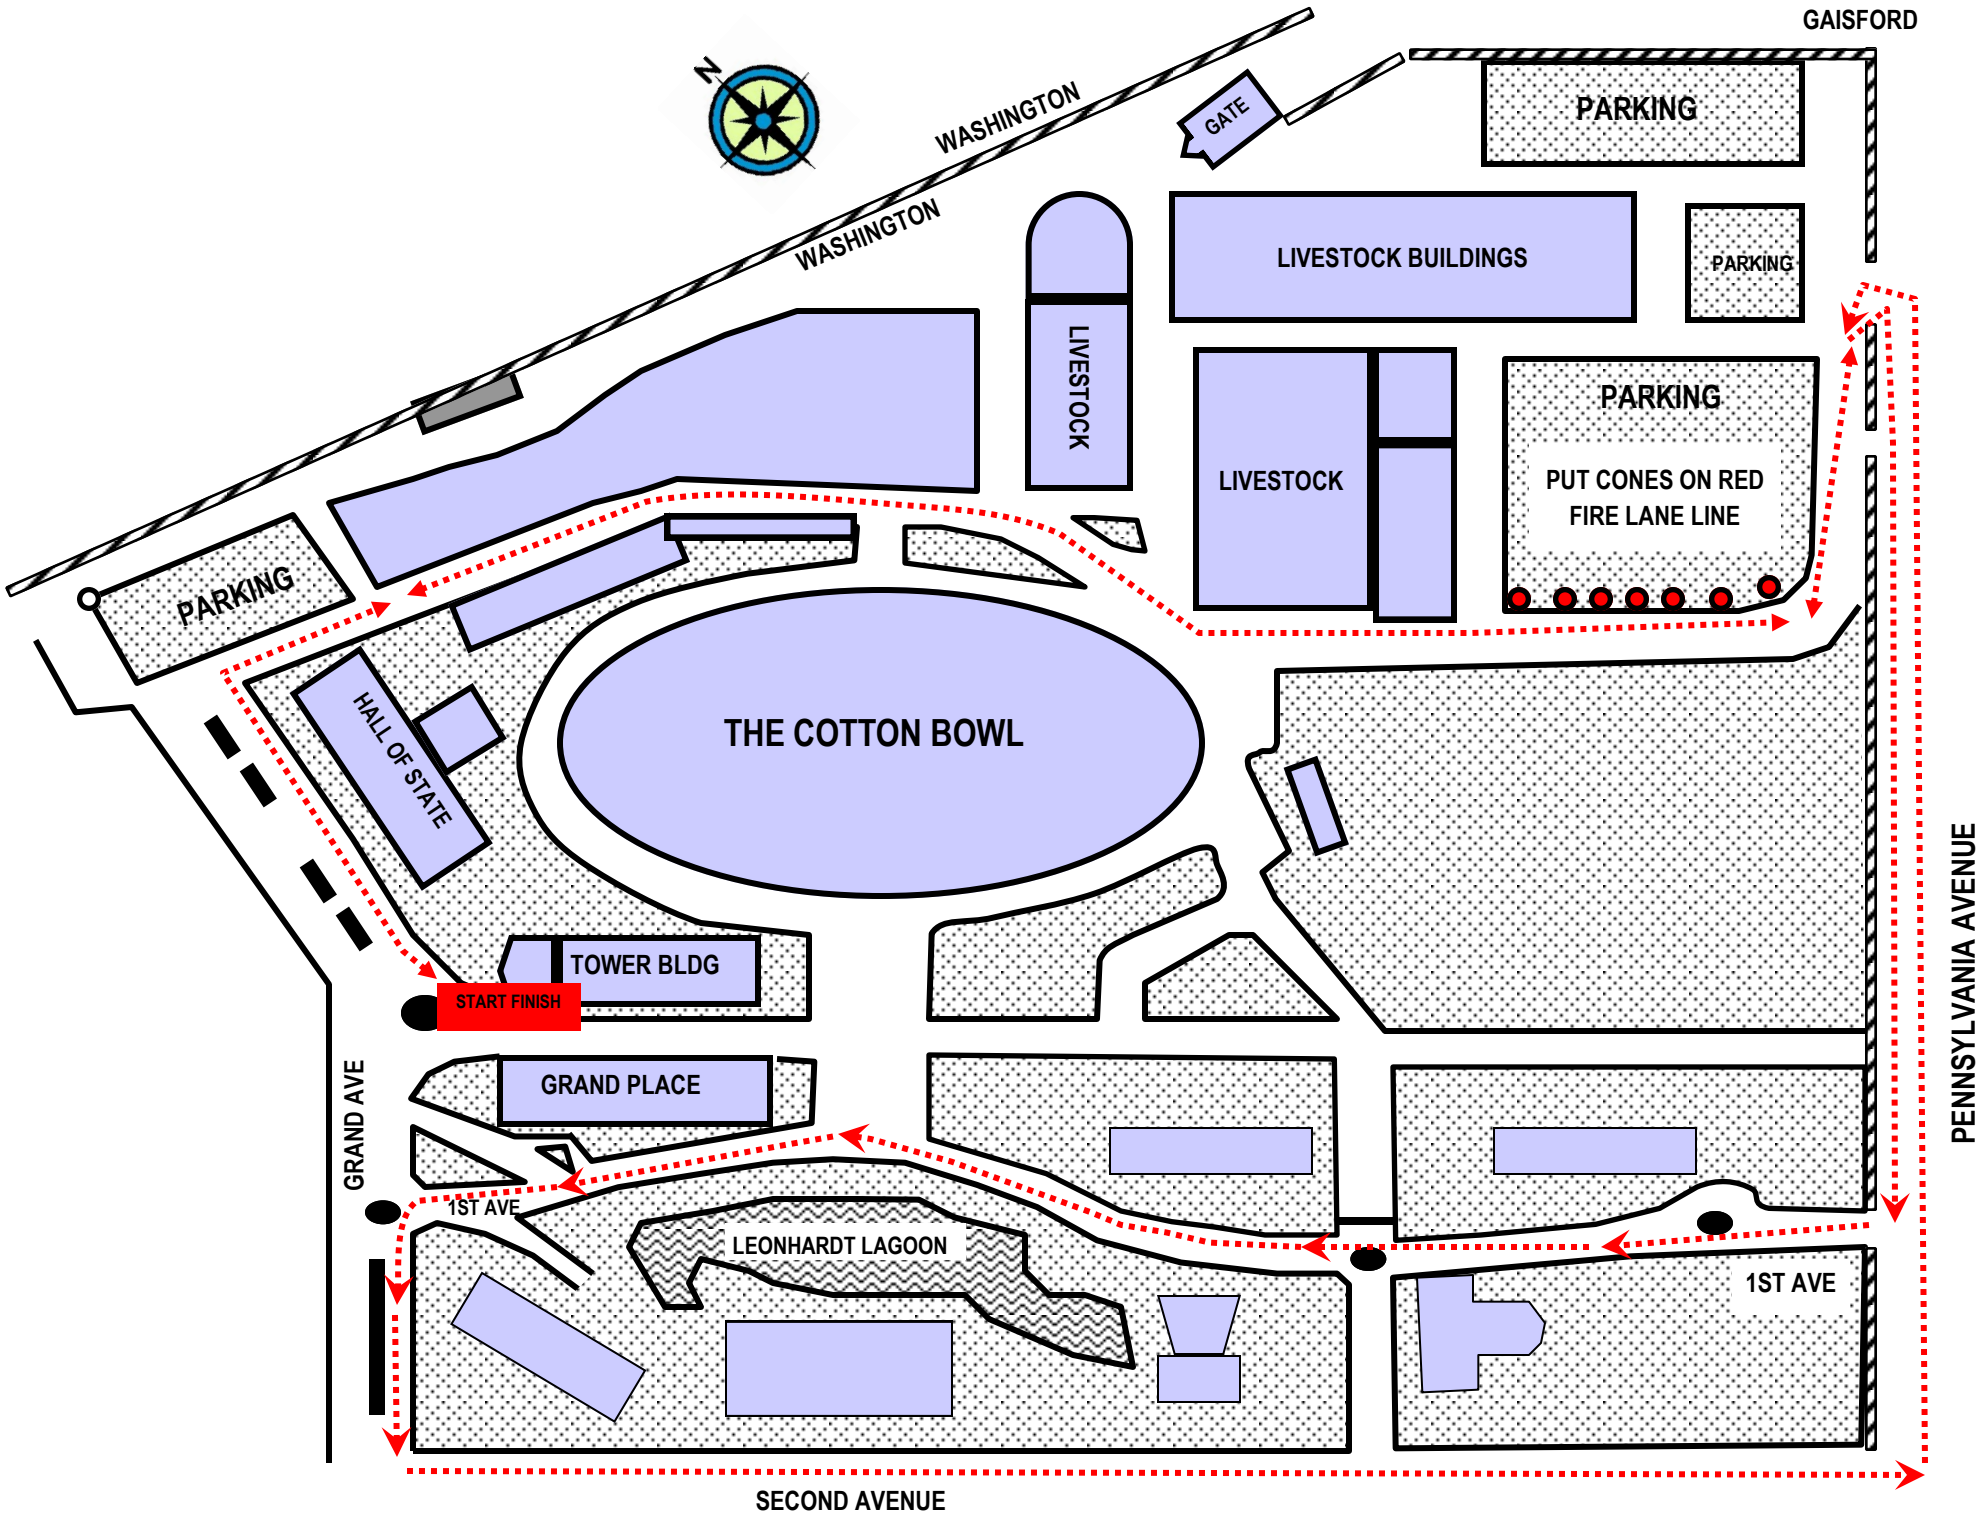 GAISFORD
N
WASHINGTON
GATE
PARKING
WASHINGTON
LIVESTOCK BUILDINGS
PARKING
LIVESTOCK
PARKING
LIVESTOCK
PUT CONES ON RED
FIRE LANE LINE
PARKING
HALL OF STATE
THE COTTON BOWL
TOWER BLDG
START FINISH
PENNSYLVANIA AVENUE
GRAND AVE
GRAND PLACE
1ST AVE
LEONHARDT LAGOON
1ST AVE
SECOND AVENUE